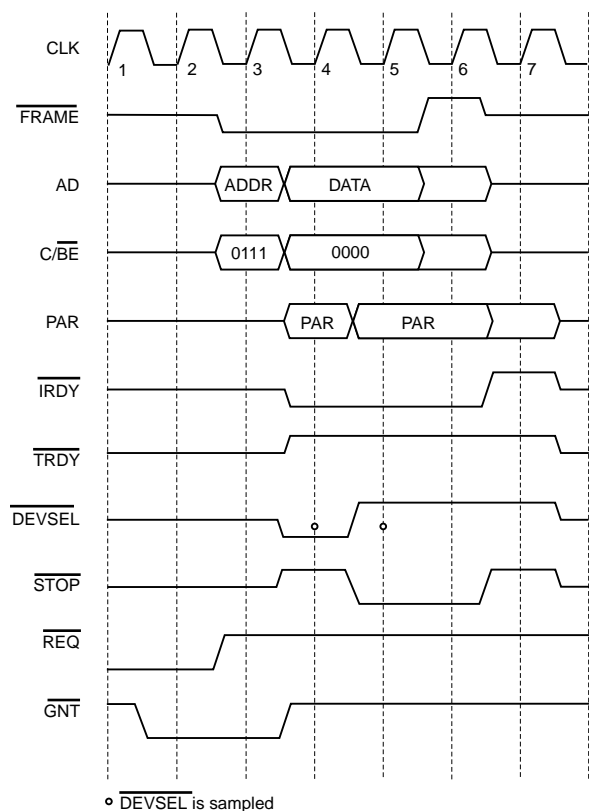 CLK
1 2 3 4 5 6 7
FRAME
AD
ADDR DATA
C/BE
0111 0000
PAR
PAR PAR
IRDY
TRDY
DEVSEL
STOP
REQ
GNT
DEVSEL is sampled